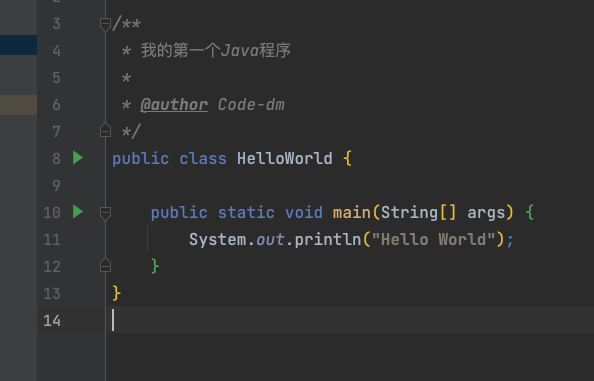 3 /**
4  * 我的第一个Java程序
5  *
6  * @author Code-dm
7  */
8 public class HelloWorld {
9
10     public static void main(String[] args) {
11         System.out.println("Hello World");
12     }
13 }
14